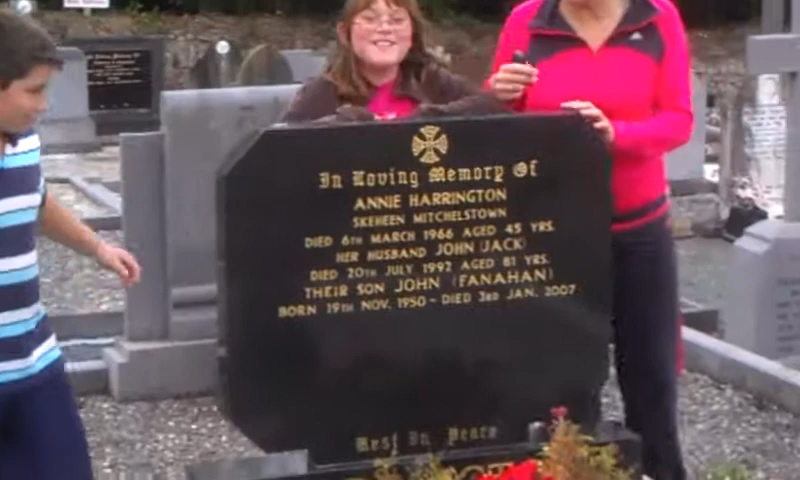 In Loving Memory Of
ANNIE HARRINGTON
SKEHEEN MITCHELSTOWN
DIED 6TH MARCH 1966 AGED 45 YRS.
HER HUSBAND JOHN (JACK)
DIED 20TH JULY 1992 AGED 81 YRS.
THEIR SON JOHN (FANAHAN)
BORN 19TH NOV. 1950 - DIED 3RD JAN. 2007
Rest In Peace